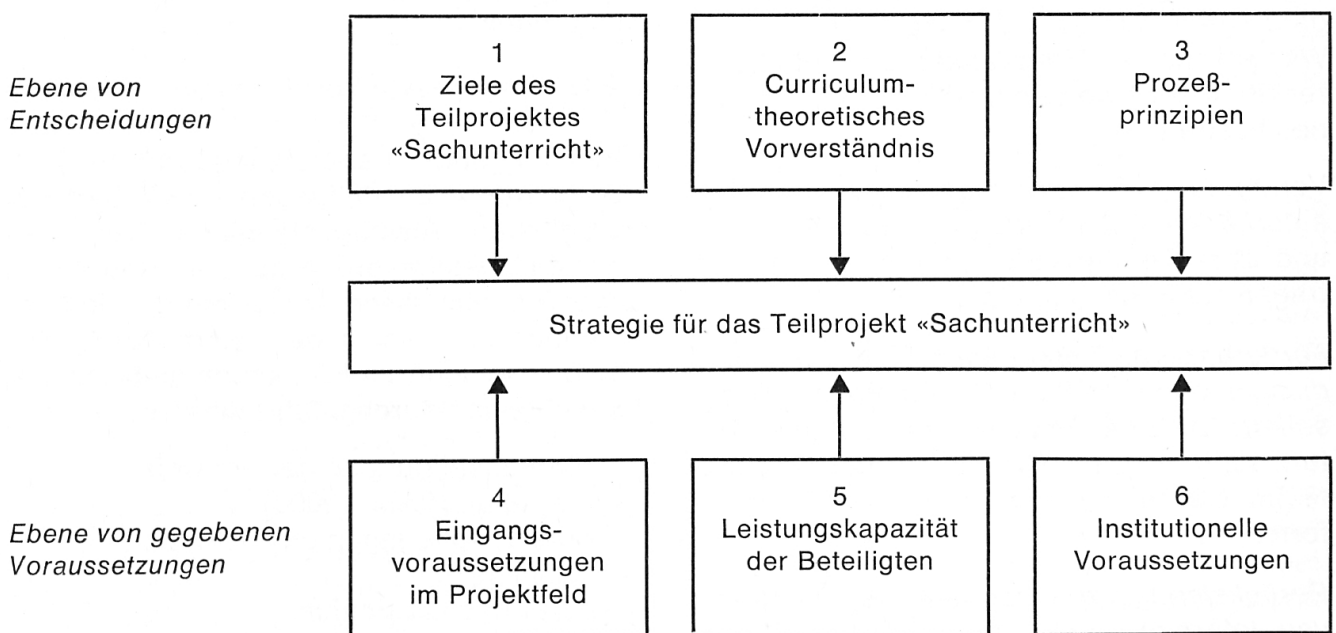 Ebene von
Entscheidungen
1
Ziele des
Teilprojektes
«Sachunterricht»
2
Curriculum-
theoretisches
Vorverständnis
3
Prozeß-
prinzipien
Strategie für das Teilprojekt «Sachunterricht»
Ebene von gegebenen
Voraussetzungen
4
Eingangs-
voraussetzungen
im Projektfeld
5
Leistungskapazität
der Beteiligten
6
Institutionelle
Voraussetzungen